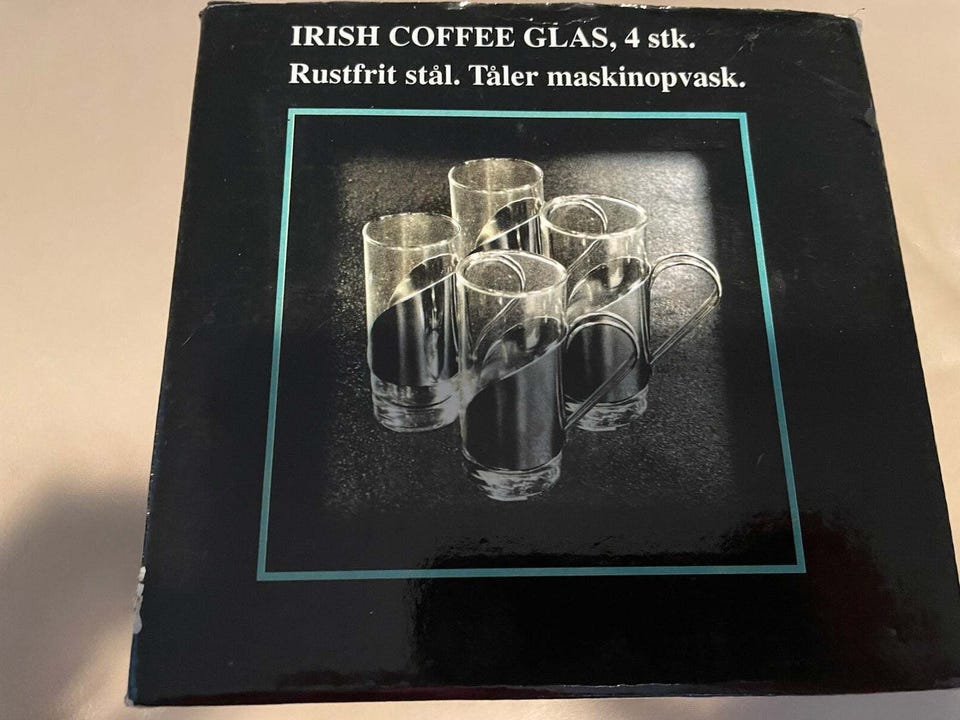 IRISH COFFEE GLAS, 4 stk.
Rustfrit stål. Tåler maskinopvask.